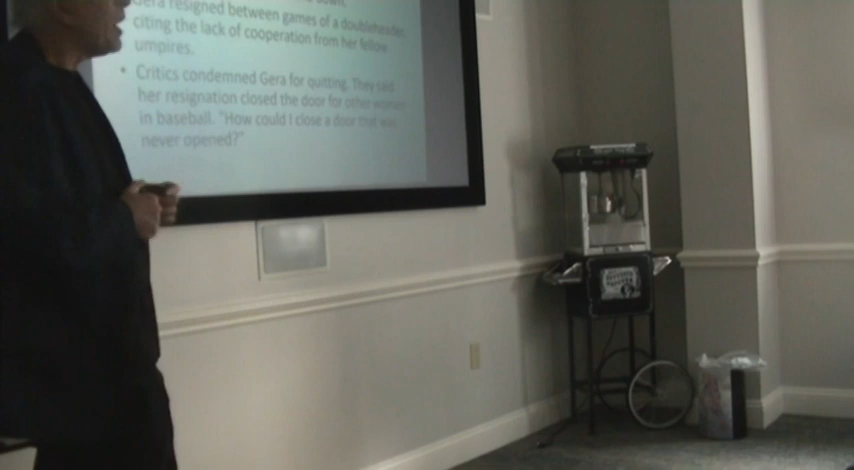 Gera resigned between games of a doubleheader,
citing the lack of cooperation from her fellow
umpires.
• Critics condemned Gera for quitting. They said
her resignation closed the door for other women
in baseball. "How could I close a door that was
never opened?"